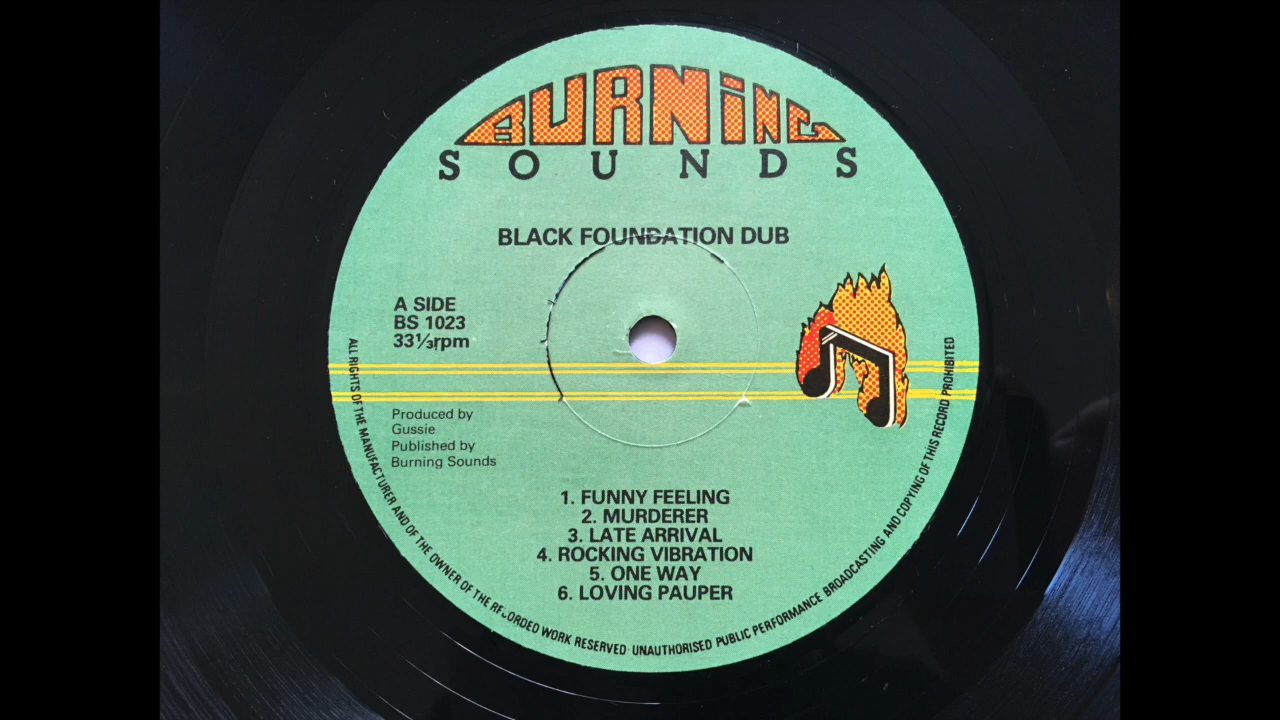 BURNiNG
SOUNDS
BLACK FOUNDATION DUB
A SIDE
BS 1023
33⅓rpm
Produced by
Gussie
Published by
Burning Sounds
1. FUNNY FEELING
2. MURDERER
3. LATE ARRIVAL
4. ROCKING VIBRATION
5. ONE WAY
6. LOVING PAUPER
ALL RIGHTS OF THE MANUFACTURER AND OF THE OWNER OF THE RECORDED WORK RESERVED· UNAUTHORISED PUBLIC PERFORMANCE BROADCASTING AND COPYING OF THIS RECORD PROHIBITED